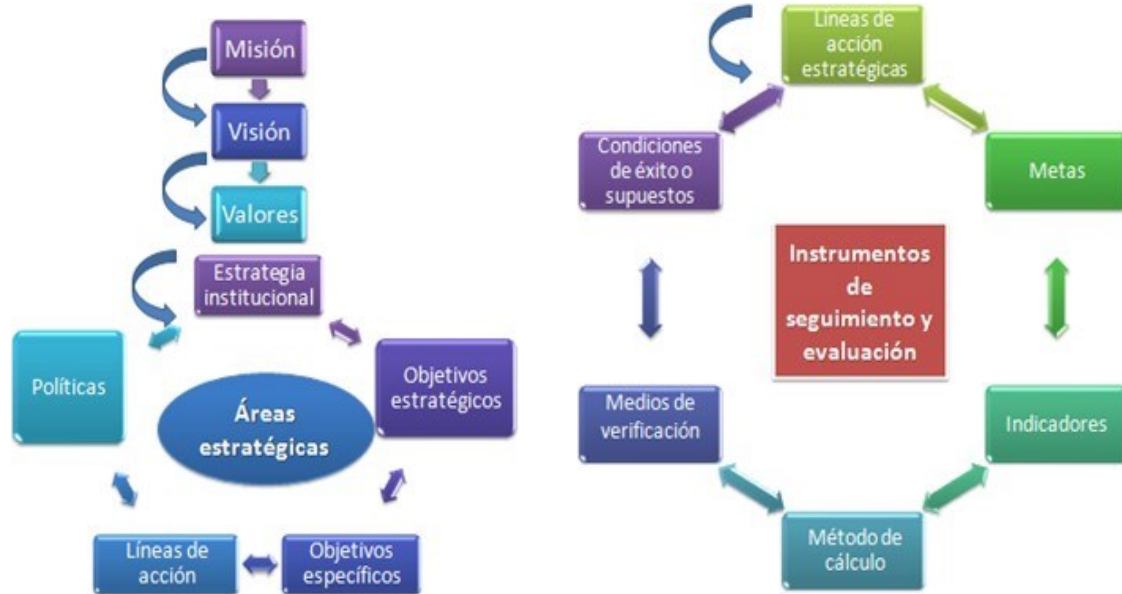 Misión
Visión
Valores
Estrategia
institucional
Políticas
Objetivos
estratégicos
Áreas
estratégicas
Líneas de
acción
Objetivos
específicos
Líneas de
acción
estratégicas
Condiciones
de éxito o
supuestos
Metas
Instrumentos
de
seguimiento y
evaluación
Medios de
verificación
Indicadores
Método de
cálculo